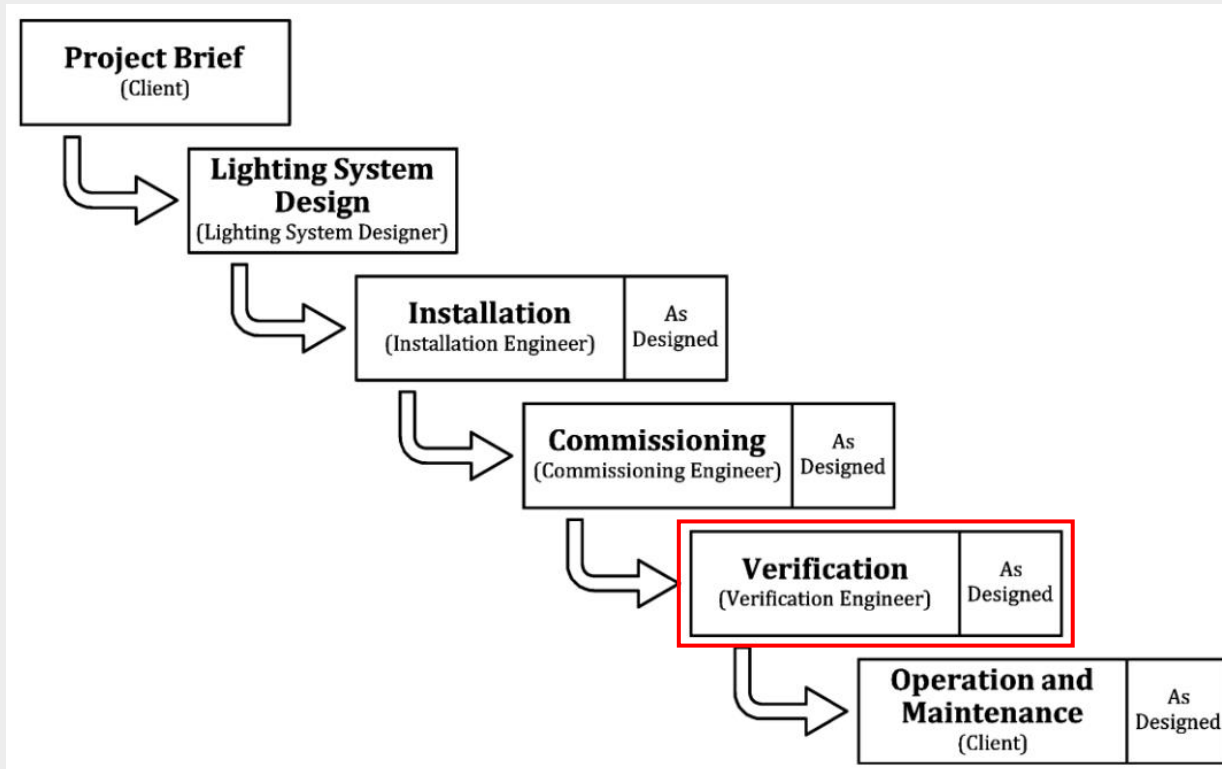 Project Brief
(Client)
Lighting System
Design
(Lighting System Designer)
Installation
(Installation Engineer)
As
Designed
Commissioning
(Commissioning Engineer)
As
Designed
Verification
(Verification Engineer)
As
Designed
Operation and
Maintenance
(Client)
As
Designed